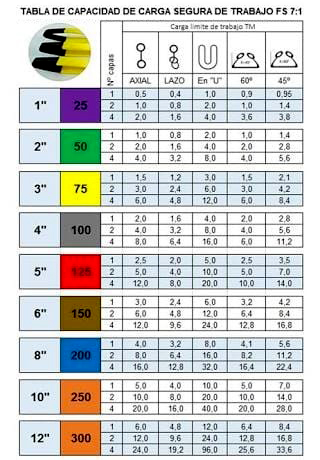 TABLA DE CAPACIDAD DE CARGA SEGURA DE TRABAJO FS 7:1
Nº capas
Carga límite de trabajo TM
AXIAL LAZO En "U" 60º 45º
1" 25 1 0,5 0,4 1,0 0,9 0,95
2 1,0 0,8 2,0 1,0 1,4
4 2,0 1,6 4,0 3,6 3,8
2" 50 1 1,0 0,8 2,0 1,0 1,4
2 2,0 1,6 4,0 2,0 2,8
4 4,0 3,2 8,0 4,0 5,6
3" 75 1 1,5 1,2 3,0 1,5 2,1
2 3,0 2,4 6,0 3,0 4,2
4 6,0 4,8 12,0 6,0 8,4
4" 100 1 2,0 1,6 4,0 2,0 2,8
2 4,0 3,2 8,0 4,0 5,6
4 8,0 6,4 16,0 6,0 11,2
5" 125 1 2,5 2,0 5,0 2,5 3,5
2 5,0 4,0 10,0 5,0 7,0
4 12,0 8,0 20,0 10,0 14,0
6" 150 1 3,0 2,4 6,0 3,2 4,2
2 6,0 4,8 12,0 6,4 8,4
4 12,0 9,6 24,0 12,8 16,8
8" 200 1 4,0 3,2 8,0 4,1 5,6
2 8,0 6,4 16,0 8,2 11,2
4 16,0 12,8 32,0 16,4 22,4
10" 250 1 5,0 4,0 10,0 5,0 7,0
2 10,0 8,0 20,0 10,0 14,0
4 20,0 16,0 40,0 20,0 28,0
12" 300 1 6,0 4,8 12,0 6,4 8,4
2 12,0 9,6 24,0 12,8 16,8
4 24,0 19,2 96,0 25,6 33,6